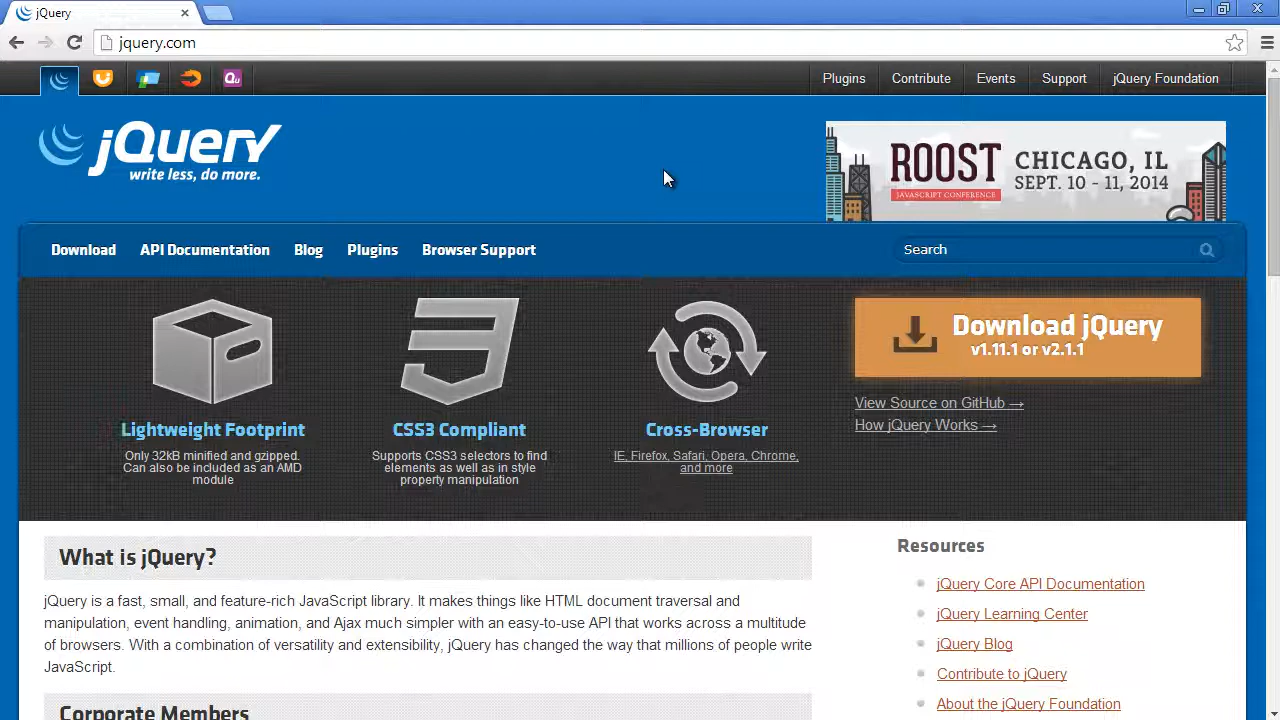 jQuery
jquery.com
Qu
Plugins
Contribute
Events
Support
jQuery Foundation
jQuery
write less, do more.
ROOST
JAVASCRIPT CONFERENCE
CHICAGO, IL
SEPT. 10 - 11, 2014
Download
API Documentation
Blog
Plugins
Browser Support
Search
Lightweight Footprint
Only 32kB minified and gzipped.
Can also be included as an AMD
module
CSS3 Compliant
Supports CSS3 selectors to find
elements as well as in style
property manipulation
Cross-Browser
IE, Firefox, Safari, Opera, Chrome,
and more
Download jQuery
v1.11.1 or v2.1.1
View Source on GitHub →
How jQuery Works →
What is jQuery?
jQuery is a fast, small, and feature-rich JavaScript library. It makes things like HTML document traversal and
manipulation, event handling, animation, and Ajax much simpler with an easy-to-use API that works across a multitude
of browsers. With a combination of versatility and extensibility, jQuery has changed the way that millions of people write
JavaScript.
Corporate Members
Resources
jQuery Core API Documentation
jQuery Learning Center
jQuery Blog
Contribute to jQuery
About the jQuery Foundation